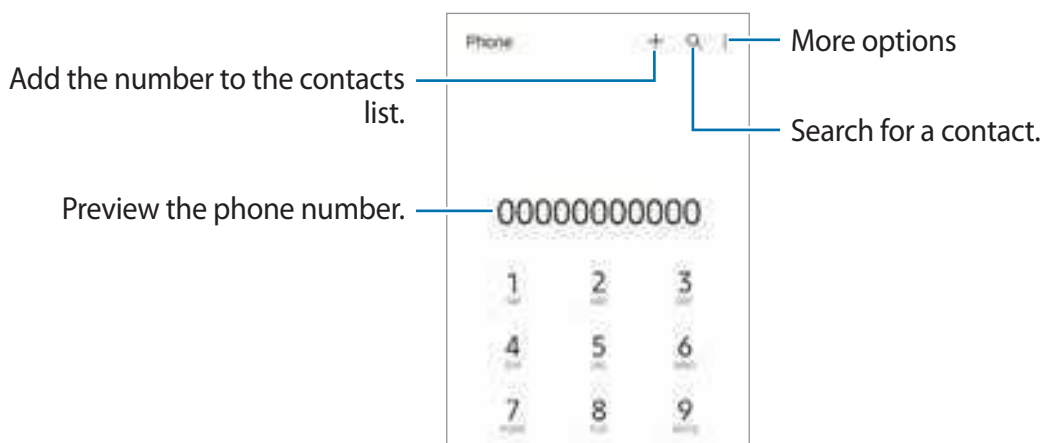 Phone
More options
Add the number to the contacts
list.
Search for a contact.
Preview the phone number.
00000000000
1 2 3
4 5 6
7 8 9